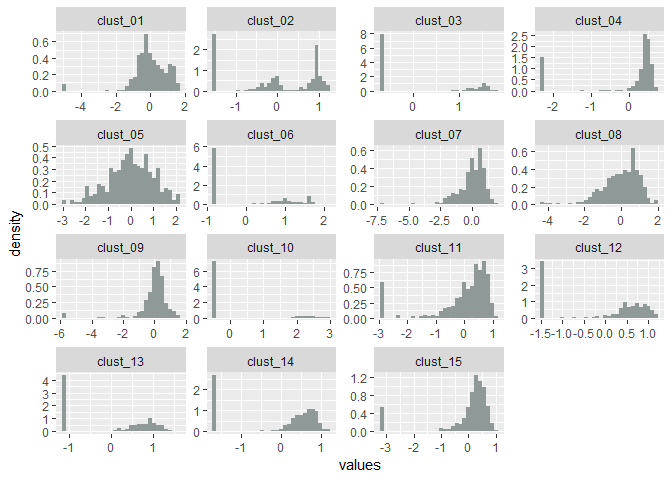 clust_01 clust_02 clust_03 clust_04
0.6 0.4 0.2 0.0 2 1 0 8 6 4 2 0 2.5 2.0 1.5 1.0 0.5 0.0
-4 -2 0 2 -1 0 1 0 1 -2 -1 0
clust_05 clust_06 clust_07 clust_08
0.5 0.4 0.3 0.2 0.1 0.0 6 4 2 0 0.6 0.4 0.2 0.0 0.6 0.4 0.2 0.0
-3 -2 -1 0 1 2 -1 0 1 2 -7.5 -5.0 -2.5 0.0 -4 -2 0 2
density
clust_09 clust_10 clust_11 clust_12
0.75 0.50 0.25 0.00 6 4 2 0 0.75 0.50 0.25 0.00 3 2 1 0
-6 -4 -2 0 2 0 1 2 3 -3 -2 -1 0 1 -1.5 -1.0 -0.5 0.0 0.5 1.0
clust_13 clust_14 clust_15
4 3 2 1 0 2 1 0 1.2 0.8 0.4 0.0
-1 0 1 -1 0 1 -3 -2 -1 0 1
values